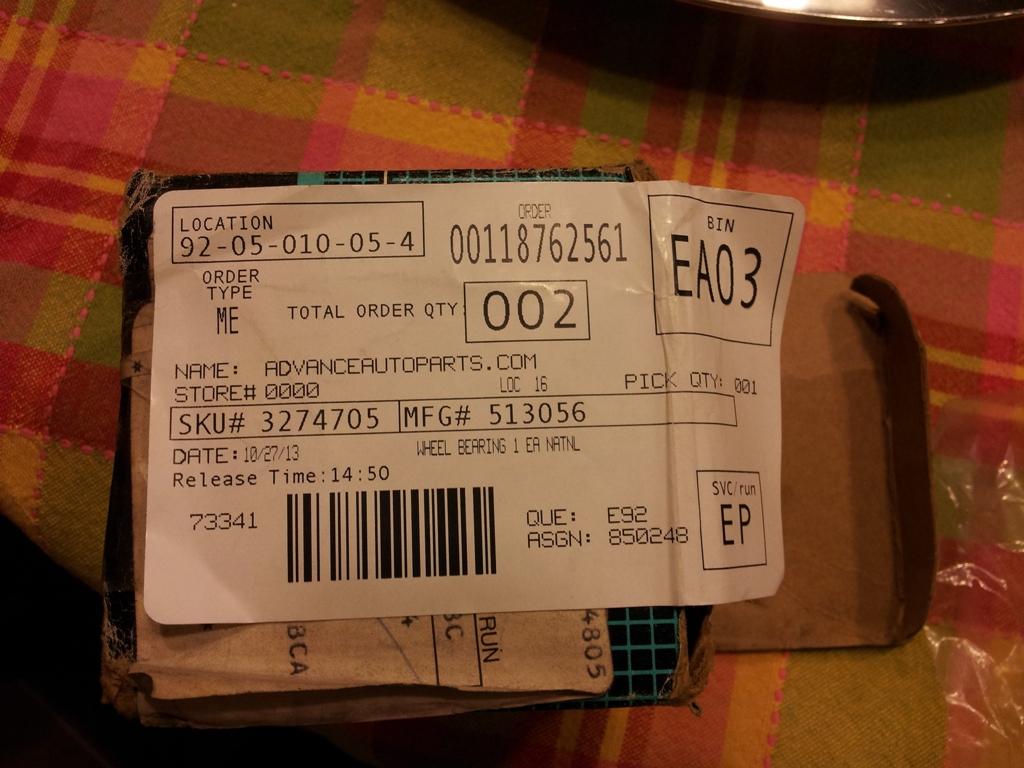 LOCATION
92-05-010-05-4
ORDER
00118762561
BIN
EA03
ORDER
TYPE
ME
TOTAL ORDER QTY
002
NAME: ADVANCEAUTOPARTS.COM
STORE# 0000
LOC 16
PICK QTY: 001
SKU# 3274705 MFG# 513056
DATE: 10/27/13
WHEEL BEARING 1 EA NATNL
Release Time:14:50
73341
QUE: E92
ASGN: 850248
SVC/run
EP
BCA
RUN
4805